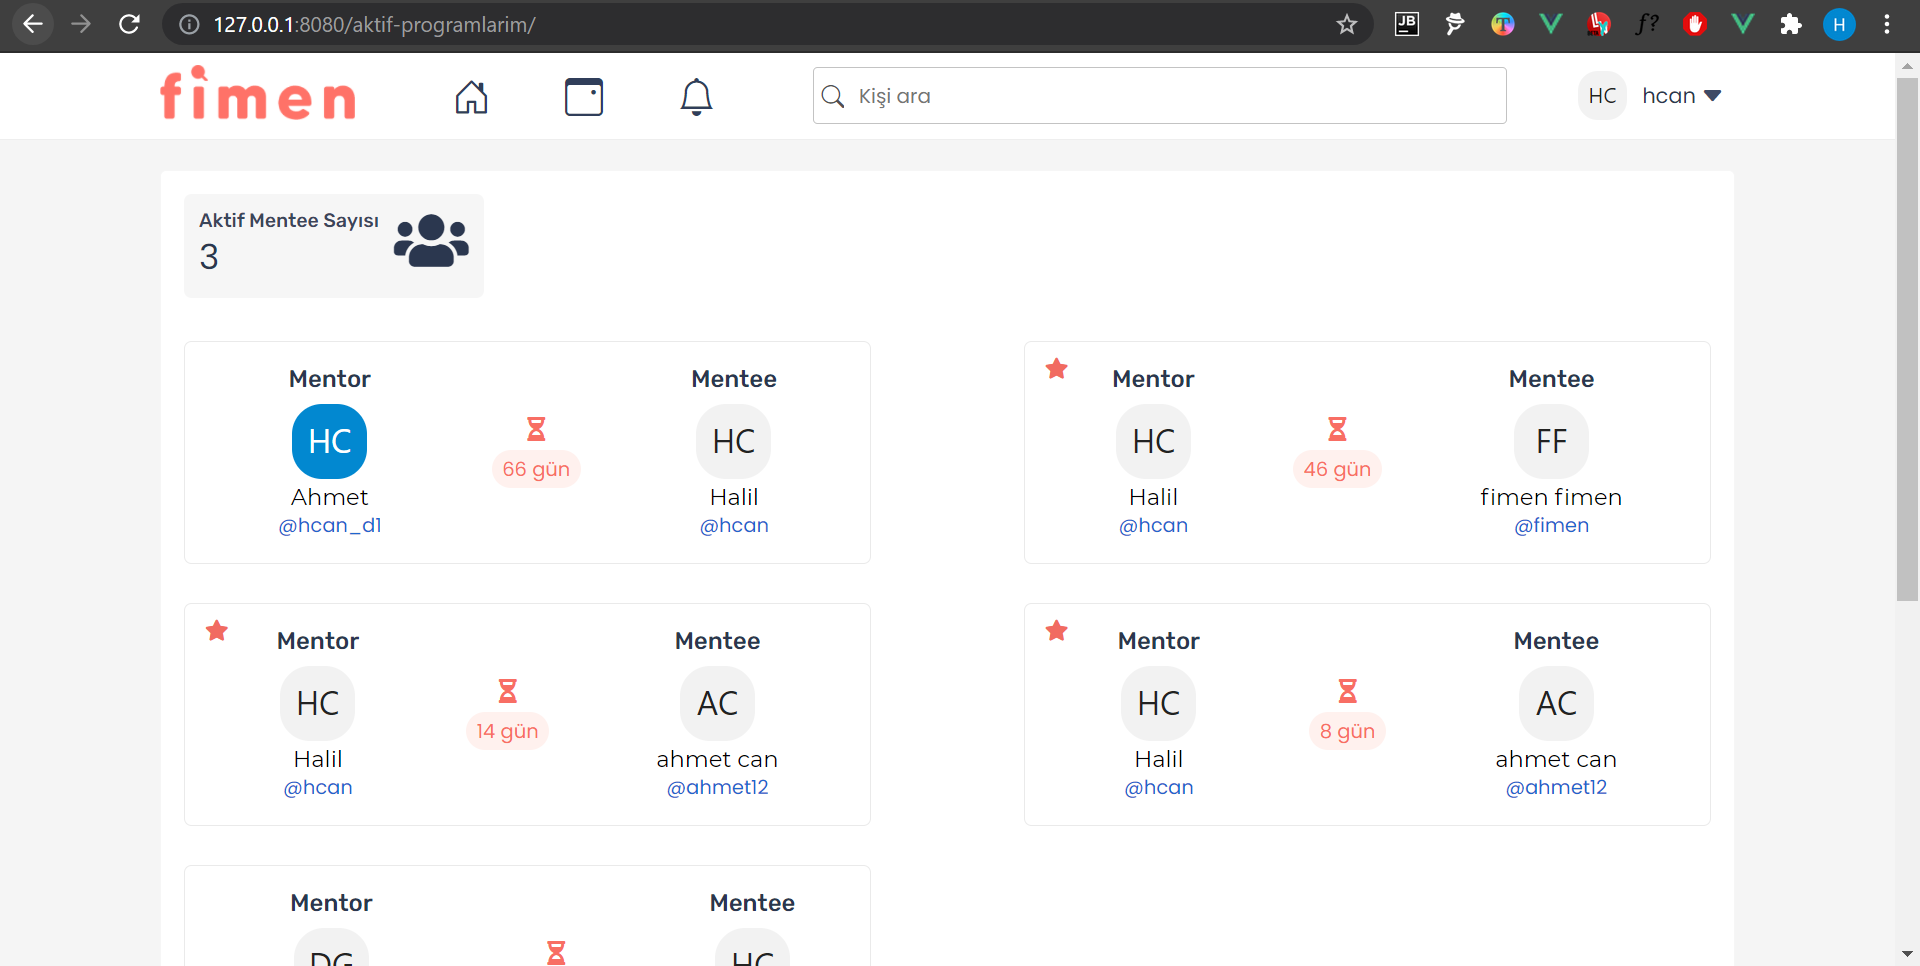 127.0.0.1:8080/aktif-programlarim/
JB
T
f?
H
fimen
Kişi ara
HC hcan
Aktif Mentee Sayısı
3
Mentor Mentee
HC HC
66 gün
Ahmet Halil
@hcan_d1 @hcan
Mentor Mentee
HC FF
46 gün
Halil fimen fimen
@hcan @fimen
Mentor Mentee
HC AC
14 gün
Halil ahmet can
@hcan @ahmet12
Mentor Mentee
HC AC
8 gün
Halil ahmet can
@hcan @ahmet12
Mentor Mentee
DG HC